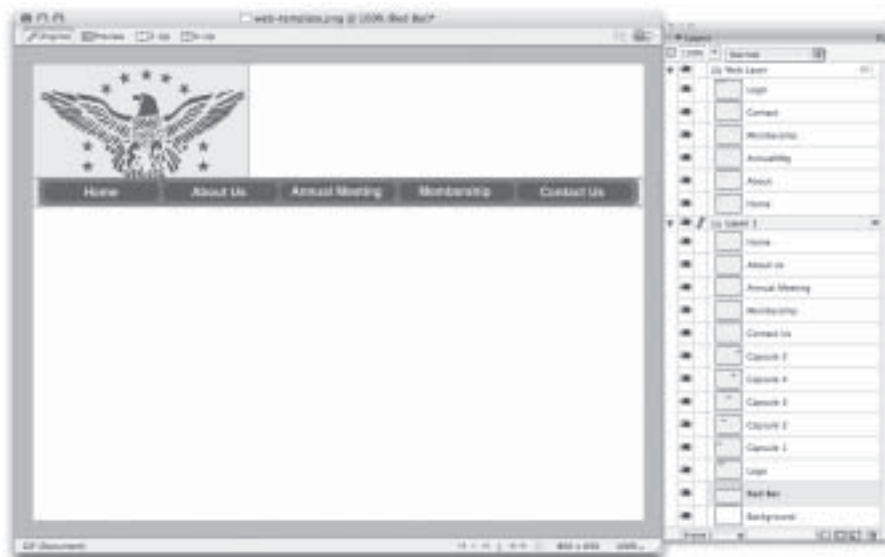 web-template.png @ 100% (Red Bar)*
Original Preview 2-Up 4-Up
Home About Us Annual Meeting Membership Contact Us
GIF (Document)
100%
Layers
100% Normal
Web Layer
Logo
Contact
Membership
AnnualMtg
About
Home
Layer 1
Home
About Us
Annual Meeting
Membership
Contact Us
Capsule 5
Capsule 4
Capsule 3
Capsule 2
Capsule 1
Logo
Red Bar
Background